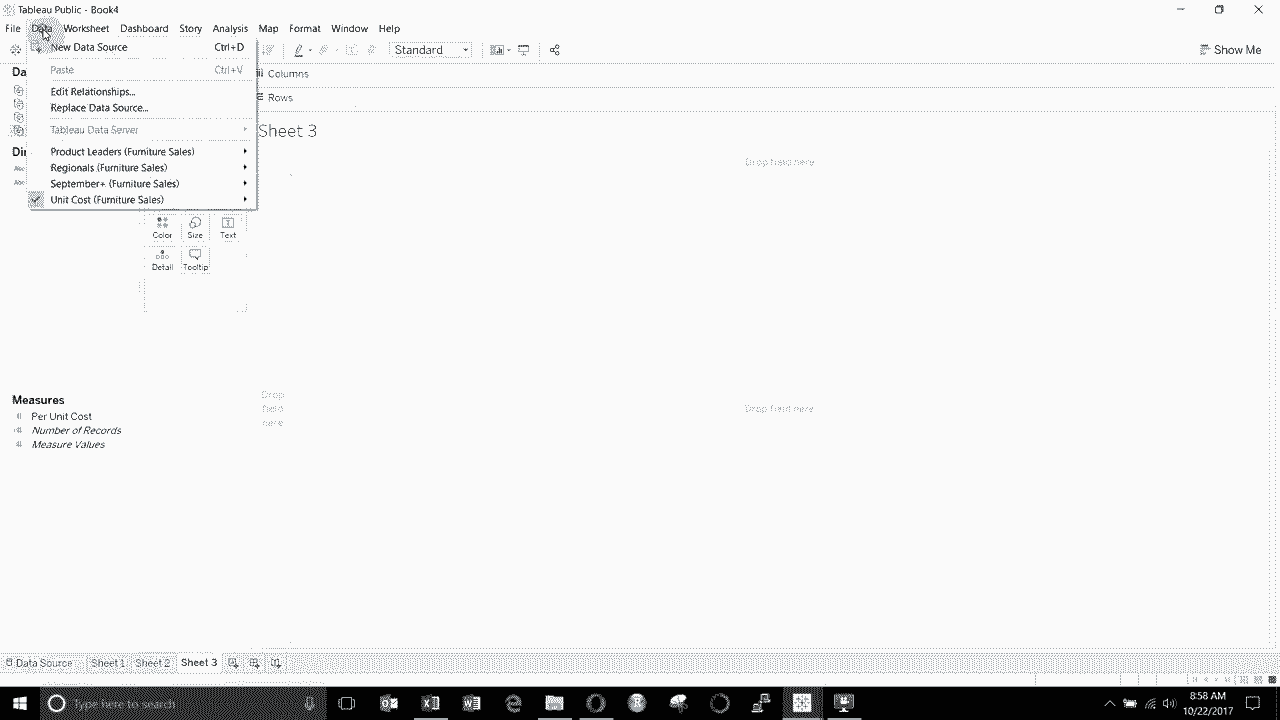 Tableau Public - Book4
File Data Worksheet Dashboard Story Analysis Map Format Window Help
New Data Source Ctrl+D
Standard
Show Me
Paste Ctrl+V
Columns
Edit Relationships...
Rows
Replace Data Source...
Tableau Data Server
Sheet 3
Product Leaders (Furniture Sales)
Drop field here
Regionals (Furniture Sales)
September+ (Furniture Sales)
Unit Cost (Furniture Sales)
Abc
Abc
Color Size Text
Detail Tooltip
Measures
Per Unit Cost
Number of Records
Measure Values
Drop
field
here
Drop field here
Data Source Sheet 1 Sheet 2 Sheet 3
Type here to search
8:58 AM
10/22/2017